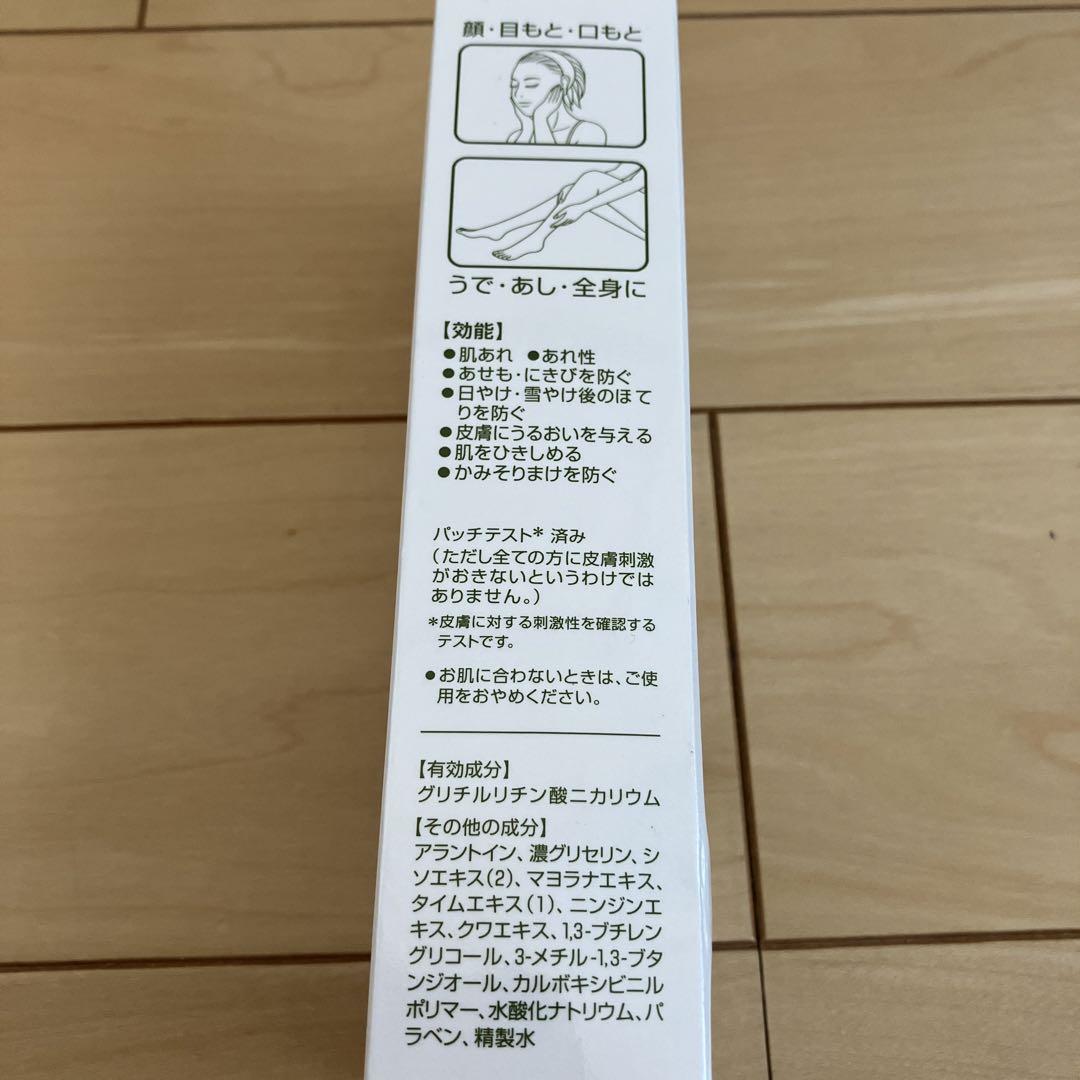 顔・目もと・口もと
うで・あし・全身に
【効能】
●肌あれ ●あれ性
●あせも・にきびを防ぐ
●日やけ・雪やけ後のほて
りを防ぐ
●皮膚にうるおいを与える
●肌をひきしめる
●かみそりまけを防ぐ
パッチテスト* 済み
(ただし全ての方に皮膚刺激
がおきないというわけでは
ありません。)
*皮膚に対する刺激性を確認する
テストです。
●お肌に合わないときは、ご使
用をおやめください。
【有効成分】
グリチルリチン酸ニカリウム
【その他の成分】
アラントイン、濃グリセリン、シ
ソエキス(2)、マヨラナエキス、
タイムエキス(1)、ニンジンエ
キス、クワエキス、1,3-ブチレン
グリコール、3-メチル-1,3-ブタ
ンジオール、カルボキシビニル
ポリマー、水酸化ナトリウム、パ
ラベン、精製水